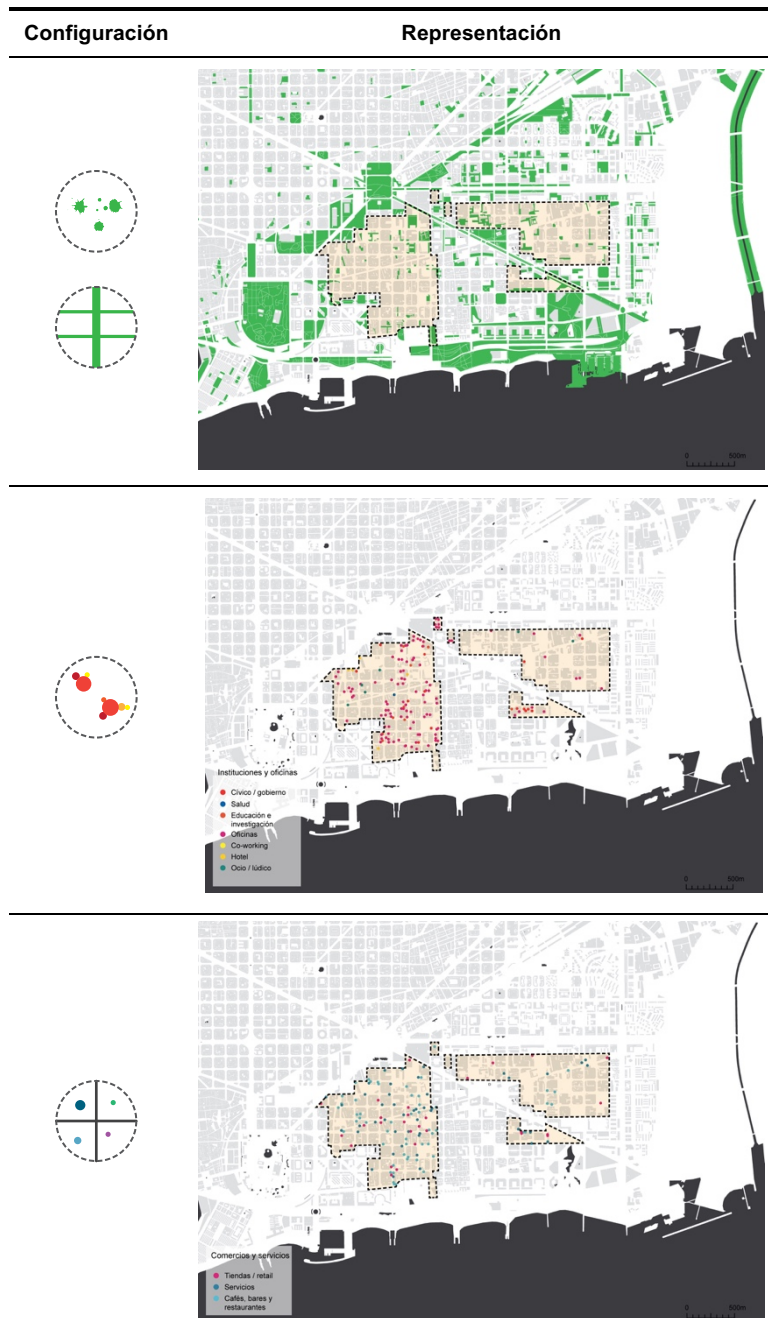 Configuración Representación
0 500m
Instituciones y oficinas
Cívico / gobierno
Salud
Educación e
investigación
Oficinas
Co-working
Hotel
Ocio / lúdico
0 500m
Comercios y servicios
Tiendas / retail
Servicios
Cafés, bares y
restaurantes
0 500m